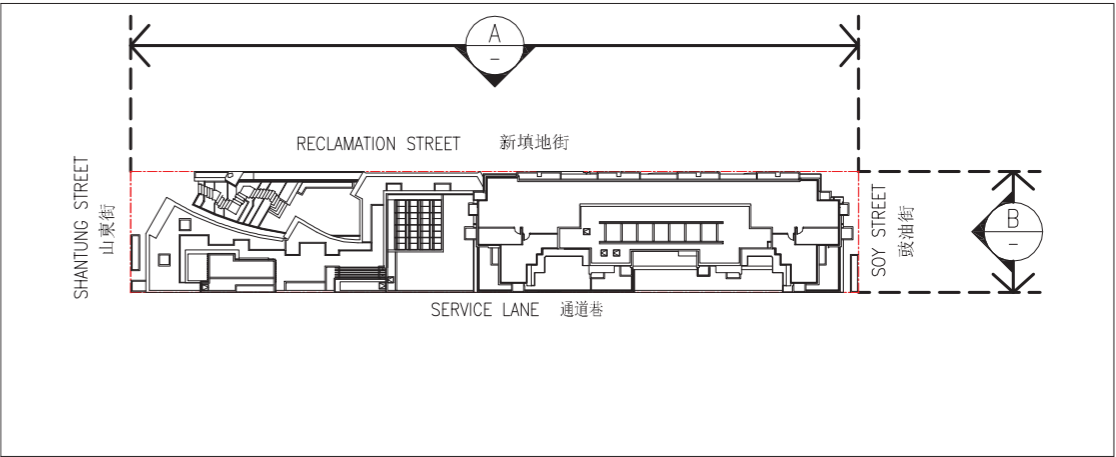 A
-
RECLAMATION STREET 新填地街
SHANTUNG STREET
山東街
SOY STREET
豉油街
B
-
SERVICE LANE 通道巷